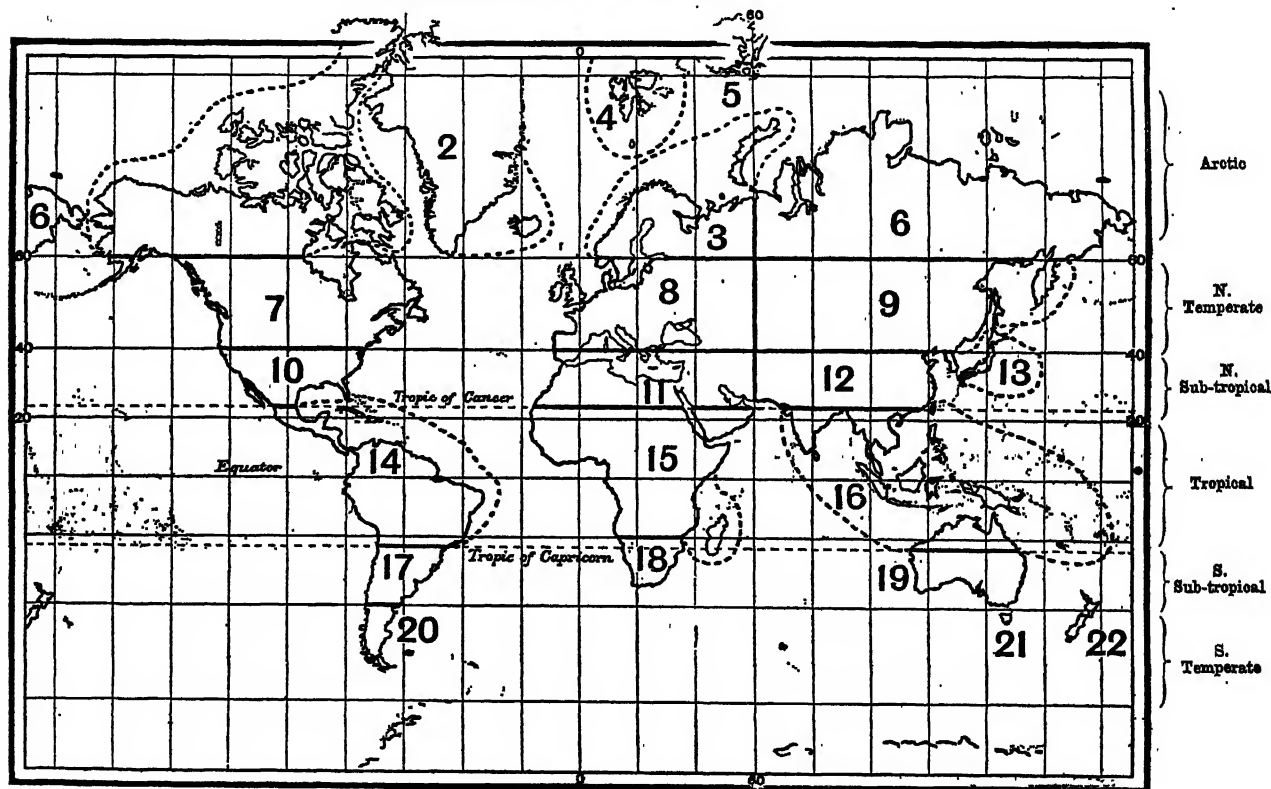 60
0
5
4
2
Arctic
6
3
6
60
60
7
8
9
N.
Temperate
40
40
10
11
12
13
N.
Sub-tropical
Tropic of Cancer
20
20
14
15
Equator
16
Tropical
Tropic of Capricorn
17
18
19
S.
Sub-tropical
20
21
22
S.
Temperate
0
60